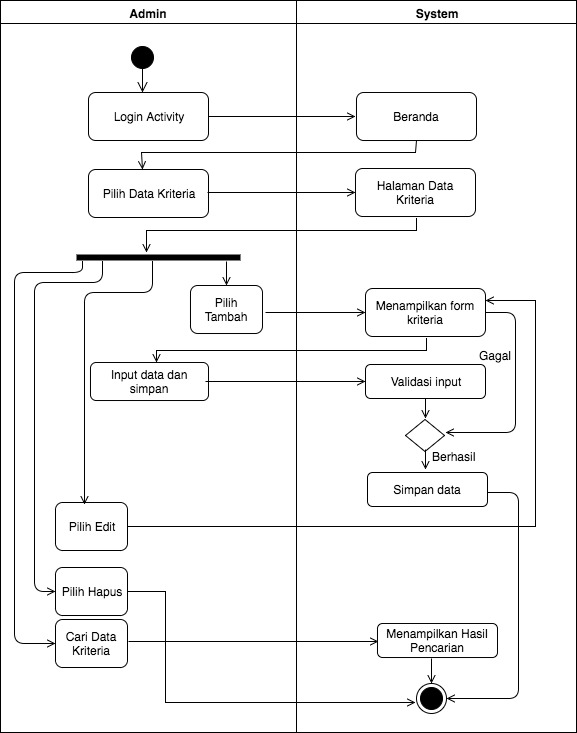 Admin
System
Login Activity
Beranda
Pilih Data Kriteria
Halaman Data
Kriteria
Pilih
Tambah
Menampilkan form
kriteria
Gagal
Input data dan
simpan
Validasi input
Berhasil
Simpan data
Pilih Edit
Pilih Hapus
Cari Data
Kriteria
Menampilkan Hasil
Pencarian